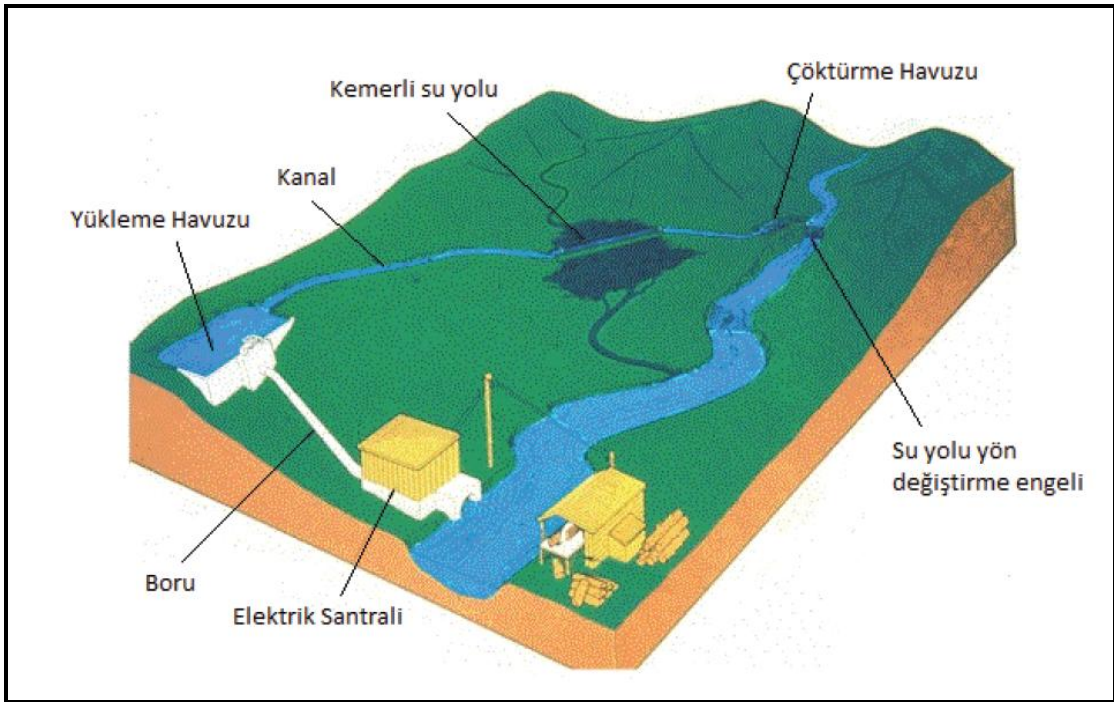 Çöktürme Havuzu
Kemerli su yolu
Kanal
Yükleme Havuzu
Su yolu yön
değiştirme engeli
Boru
Elektrik Santrali